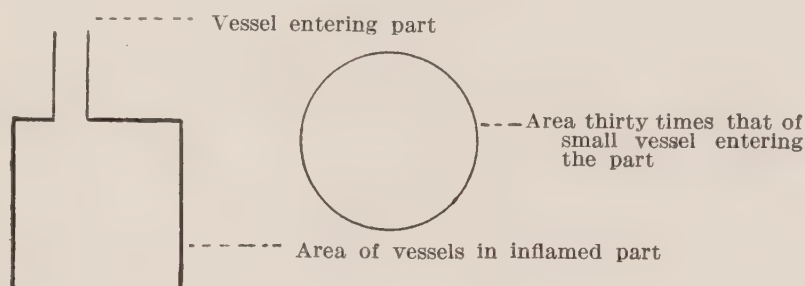 Vessel entering part
Area thirty times that of
small vessel entering
the part
Area of vessels in inflamed part